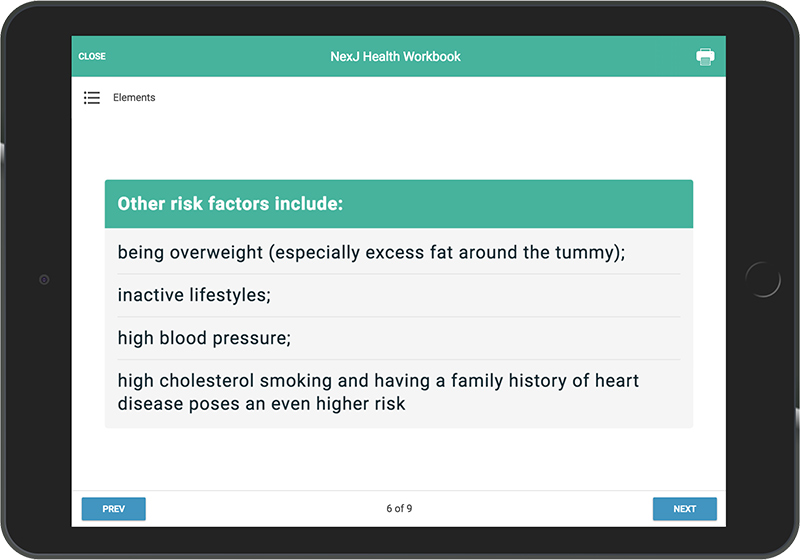 CLOSE
NexJ Health Workbook
Elements
Other risk factors include:
being overweight (especially excess fat around the tummy);
inactive lifestyles;
high blood pressure;
high cholesterol smoking and having a family history of heart
disease poses an even higher risk
PREV
6 of 9
NEXT